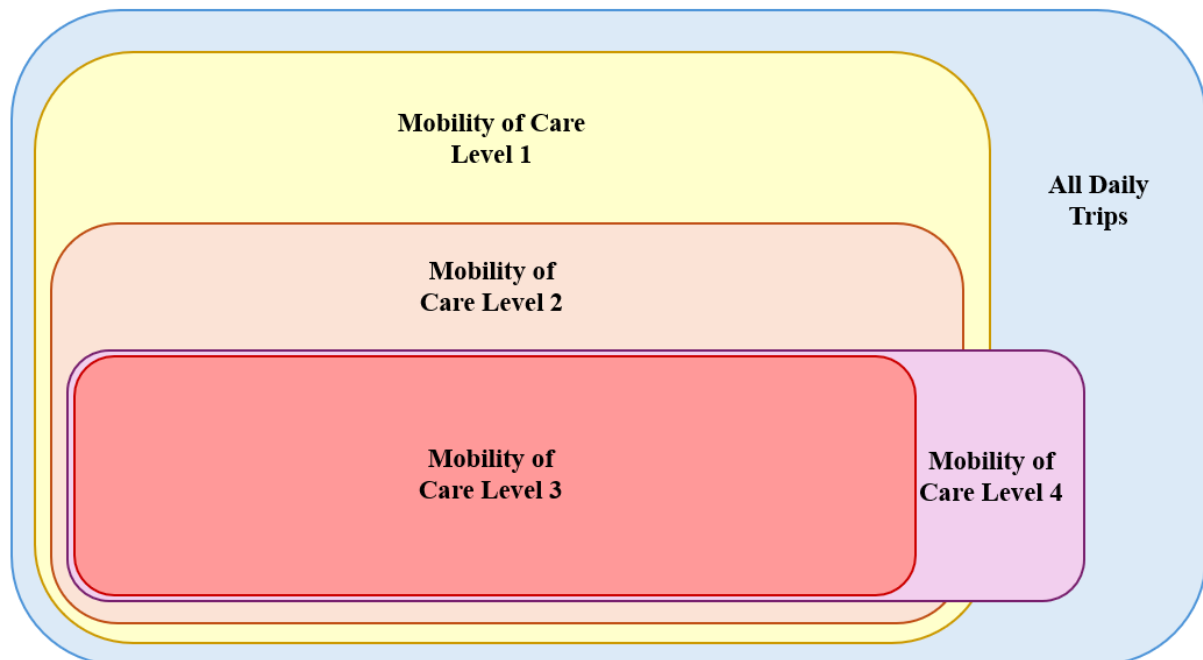 Mobility of Care
Level 1
All Daily
Trips
Mobility of
Care Level 2
Mobility of
Care Level 3
Mobility of
Care Level 4